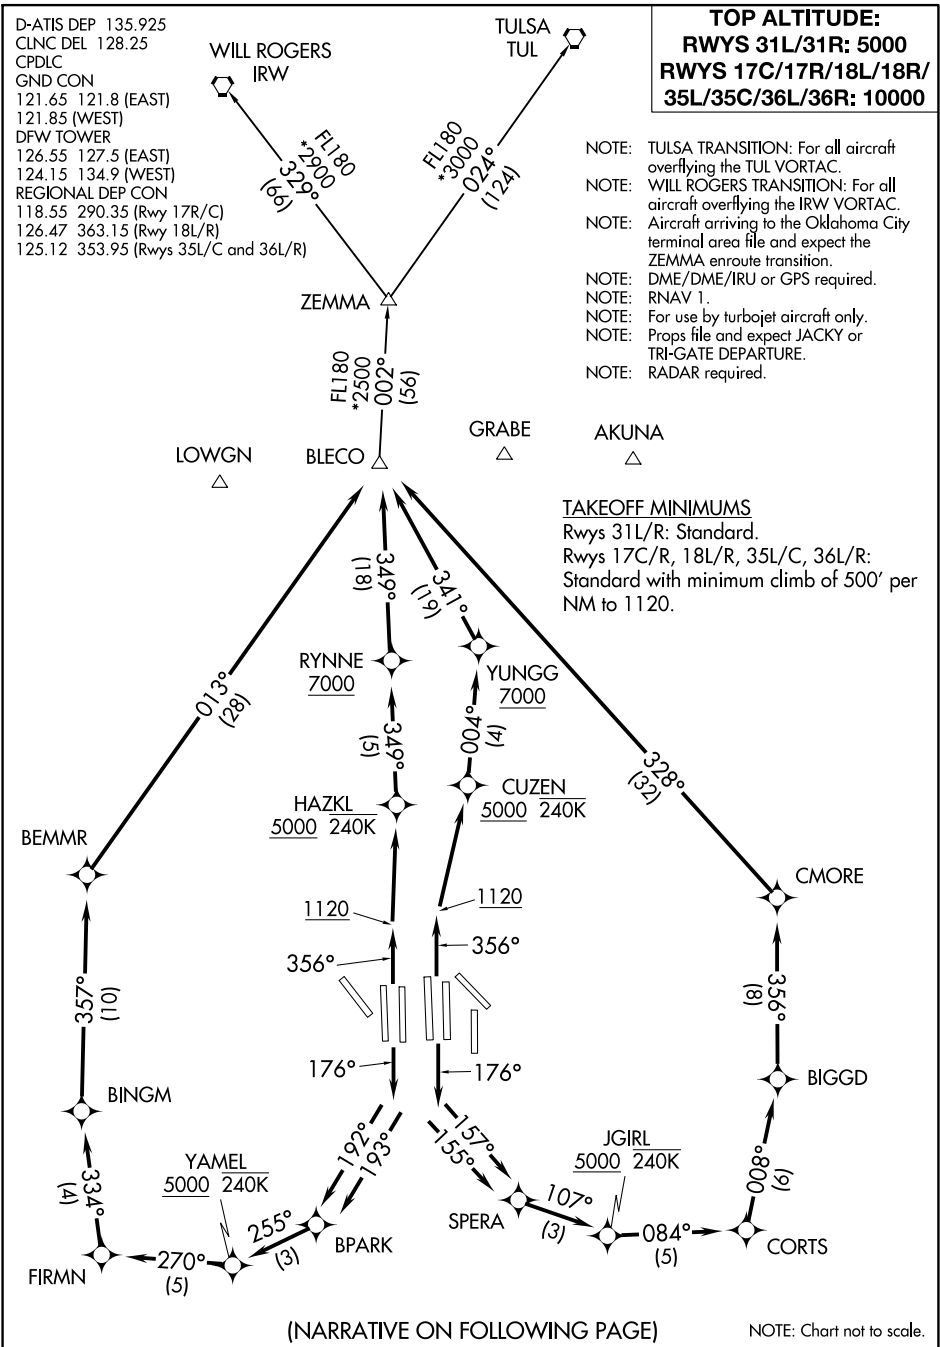 D-ATIS DEP 135.925
CLNC DEL 128.25
CPDLC
GND CON
121.65 121.8 (EAST)
121.85 (WEST)
DFW TOWER
126.55 127.5 (EAST)
124.15 134.9 (WEST)
REGIONAL DEP CON
118.55 290.35 (Rwy 17R/C)
126.47 363.15 (Rwy 18L/R)
125.12 353.95 (Rwys 35L/C and 36L/R)
WILL ROGERS
IRW
TULSA
TUL
TOP ALTITUDE:
RWYS 31L/31R: 5000
RWYS 17C/17R/18L/18R/
35L/35C/36L/36R: 10000
NOTE: TULSA TRANSITION: For all aircraft
overflying the TUL VORTAC.
NOTE: WILL ROGERS TRANSITION: For all
aircraft overflying the IRW VORTAC.
NOTE: Aircraft arriving to the Oklahoma City
terminal area file and expect the
ZEMMA enroute transition.
NOTE: DME/DME/IRU or GPS required.
NOTE: RNAV 1.
NOTE: For use by turbojet aircraft only.
NOTE: Props file and expect JACKY or
TRI-GATE DEPARTURE.
NOTE: RADAR required.
FL180
*2900
329°
(66)
FL180
*3000
024°
(124)
ZEMMA
FL180
*2500
002°
(56)
LOWGN
BLECO
GRABE
AKUNA
TAKEOFF MINIMUMS
Rwys 31L/R: Standard.
Rwys 17C/R, 18L/R, 35L/C, 36L/R:
Standard with minimum climb of 500' per
NM to 1120.
349°
(18)
341°
(19)
RYNNE
7000
YUNGG
7000
013°
(28)
349°
(5)
004°
(4)
328°
(32)
HAZKL
5000 240K
CUZEN
5000 240K
BEMMR
CMORE
1120
1120
356°
356°
357°
(10)
356°
(8)
176°
176°
BINGM
BIGGD
192°
193°
157°
155°
YAMEL
5000 240K
JGIRL
5000 240K
334°
(4)
008°
(6)
255°
(3)
BPARK
SPERA
107°
(3)
270°
(5)
084°
(5)
FIRMN
CORTS
(NARRATIVE ON FOLLOWING PAGE)
NOTE: Chart not to scale.